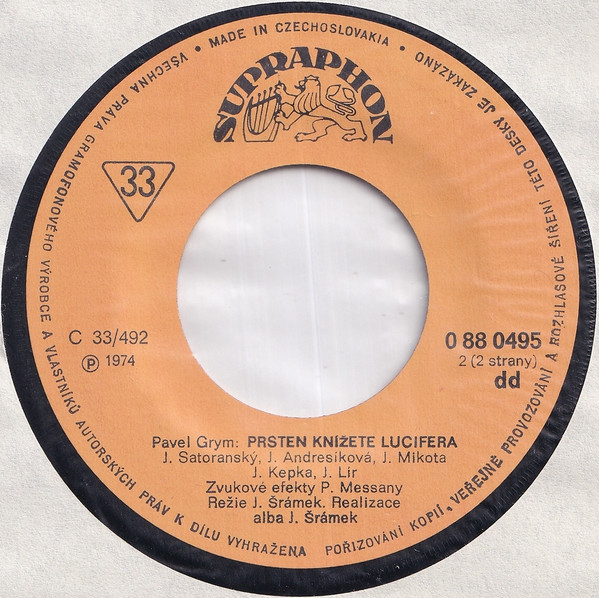 VŠECHNA PRÁVA GRAMOFONOVÉHO VÝROBCE A VLASTNÍKŮ AUTORSKÝCH PRÁV K DÍLU VYHRAŽENA POŘIZOVÁNÍ KOPIÍ, VEŘEJNÉ PROVOZOVÁNÍ A ROZHLASOVÉ ŠÍŘENÍ TÉTO DESKY JE ZAKÁZÁNO
• MADE IN CZECHOSLOVAKIA •
SUPRAPHON
33
C 33/492
Ⓟ 1974
0 88 0495
2 (2 strany)
dd
Pavel Grym: PRSTEN KNÍŽETE LUCIFERA
J. Satoranský, J. Andresíková, J. Mikota
J. Kepka, J. Lír
Zvukové efekty P. Messany
Režie J. Šrámek. Realizace
alba J. Šrámek